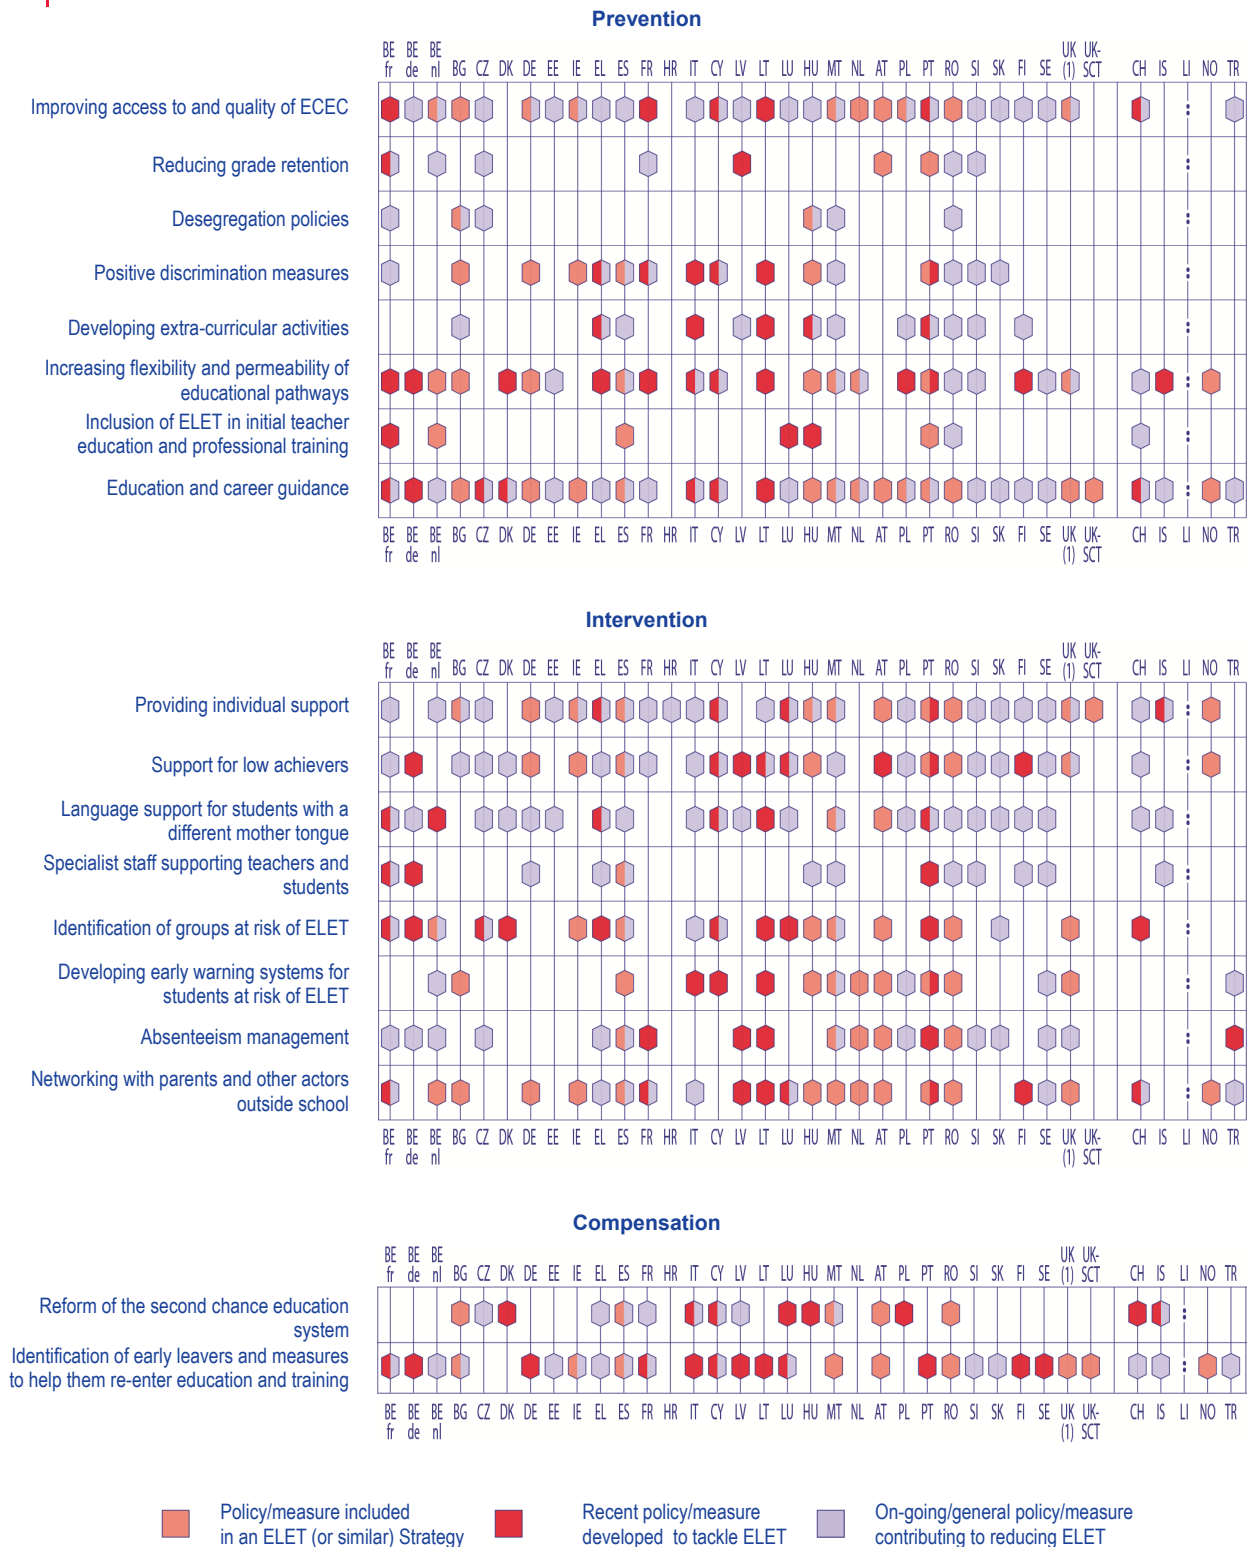 Prevention
BE BE BE UK UK-
fr de nl BG CZ DK DE EE IE EL ES FR HR IT CY LV LT LU HU MT NL AT PL PT RO SI SK FI SE (1) SCT CH IS LI NO TR
Improving access to and quality of ECEC
Reducing grade retention
Desegregation policies
Positive discrimination measures
Developing extra-curricular activities
Increasing flexibility and permeability of
educational pathways
Inclusion of ELET in initial teacher
education and professional training
Education and career guidance
BE BE BE BG CZ DK DE EE IE EL ES FR HR IT CY LV LT LU HU MT NL AT PL PT RO SI SK FI SE UK UK- CH IS LI NO TR
fr de nl (1) SCT
Intervention
BE BE BE UK UK-
fr de nl BG CZ DK DE EE IE EL ES FR HR IT CY LV LT LU HU MT NL AT PL PT RO SI SK FI SE (1) SCT CH IS LI NO TR
Providing individual support
Support for low achievers
Language support for students with a
different mother tongue
Specialist staff supporting teachers and
students
Identification of groups at risk of ELET
Developing early warning systems for
students at risk of ELET
Absenteeism management
Networking with parents and other actors
outside school
BE BE BE BG CZ DK DE EE IE EL ES FR HR IT CY LV LT LU HU MT NL AT PL PT RO SI SK FI SE UK UK- CH IS LI NO TR
fr de nl (1) SCT
Compensation
BE BE BE UK UK-
fr de nl BG CZ DK DE EE IE EL ES FR HR IT CY LV LT LU HU MT NL AT PL PT RO SI SK FI SE (1) SCT CH IS LI NO TR
Reform of the second chance education
system
Identification of early leavers and measures
to help them re-enter education and training
BE BE BE BG CZ DK DE EE IE EL ES FR HR IT CY LV LT LU HU MT NL AT PL PT RO SI SK FI SE UK UK- CH IS LI NO TR
fr de nl (1) SCT
Policy/measure included
in an ELET (or similar) Strategy
Recent policy/measure
developed to tackle ELET
On-going/general policy/measure
contributing to reducing ELET